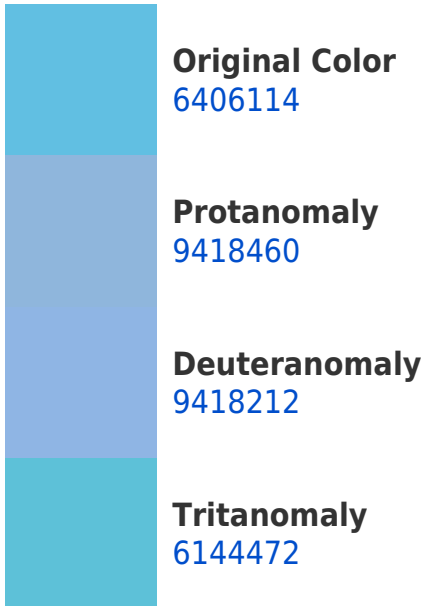 Original Color
6406114
Protanomaly
9418460
Deuteranomaly
9418212
Tritanomaly
6144472